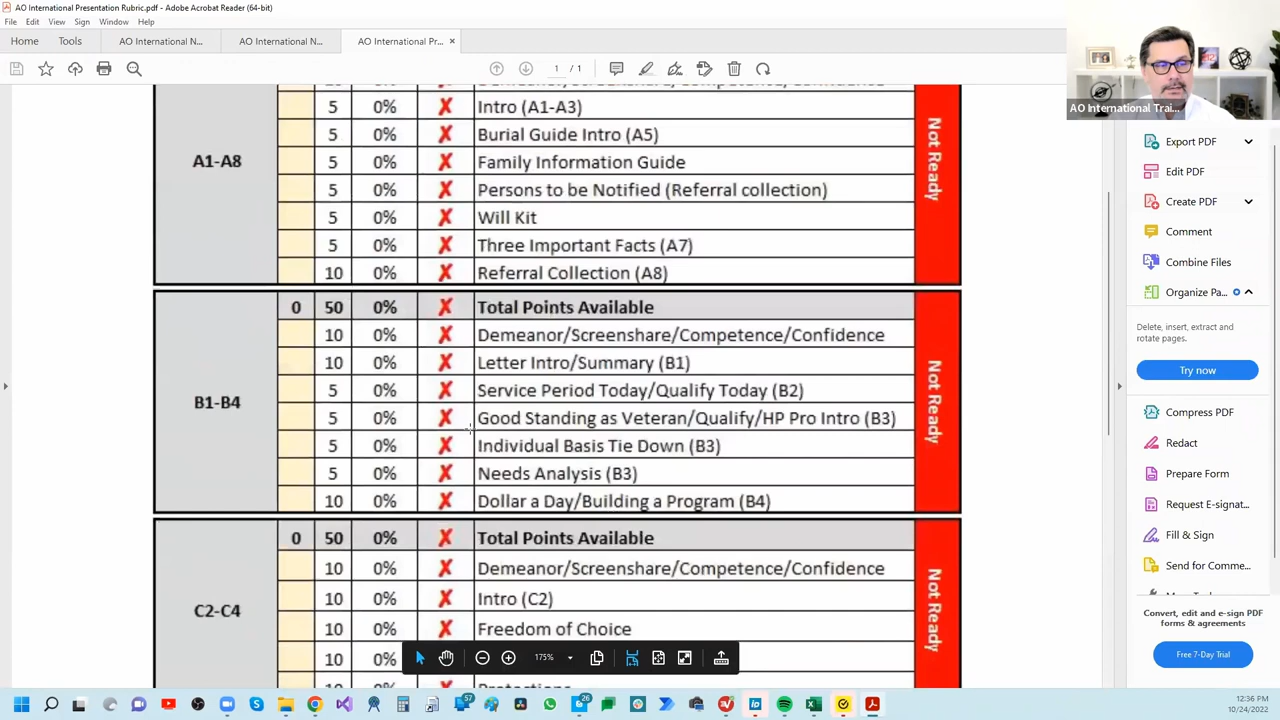 AO International Presentation Rubric.pdf - Adobe Acrobat Reader (64-bit)
File Edit View Sign Window Help
Home Tools AO International N... AO International N... AO International Pr... ×
1 / 1
AO International Trai...
5 0% ✗ Intro (A1-A3)
5 0% ✗ Burial Guide Intro (A5)
A1-A8
5 0% ✗ Family Information Guide
5 0% ✗ Persons to be Notified (Referral collection)
5 0% ✗ Will Kit
5 0% ✗ Three Important Facts (A7)
10 0% ✗ Referral Collection (A8)
Not Ready
0 50 0% ✗ Total Points Available
10 0% ✗ Demeanor/Screenshare/Competence/Confidence
10 0% ✗ Letter Intro/Summary (B1)
5 0% ✗ Service Period Today/Qualify Today (B2)
B1-B4
5 0% ✗ Good Standing as Veteran/Qualify/HP Pro Intro (B3)
5 0% ✗ Individual Basis Tie Down (B3)
5 0% ✗ Needs Analysis (B3)
10 0% ✗ Dollar a Day/Building a Program (B4)
Not Ready
0 50 0% ✗ Total Points Available
10 0% ✗ Demeanor/Screenshare/Competence/Confidence
10 0% ✗ Intro (C2)
C2-C4
10 0% ✗ Freedom of Choice
10 0%
Not Ready
175%
Export PDF
Edit PDF
Create PDF
Comment
Combine Files
Organize Pa...
Delete, insert, extract and
rotate pages.
Try now
Compress PDF
Redact
Prepare Form
Request E-signat...
Fill & Sign
Send for Comme...
Convert, edit and e-sign PDF
forms & agreements
Free 7-Day Trial
57
26
12:36 PM
10/24/2022